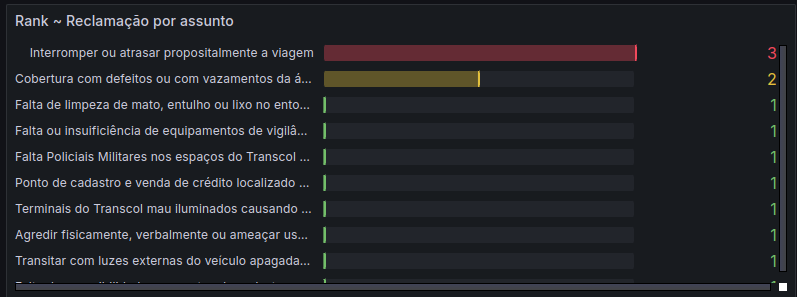 Rank ~ Reclamação por assunto
Interromper ou atrasar propositalmente a viagem 3
Cobertura com defeitos ou com vazamentos da á... 2
Falta de limpeza de mato, entulho ou lixo no ento... 1
Falta ou insuificiência de equipamentos de vigilâ... 1
Falta Policiais Militares nos espaços do Transcol ... 1
Ponto de cadastro e venda de crédito localizado ... 1
Terminais do Transcol mau iluminados causando ... 1
Agredir fisicamente, verbalmente ou ameaçar us... 1
Transitar com luzes externas do veículo apagada... 1